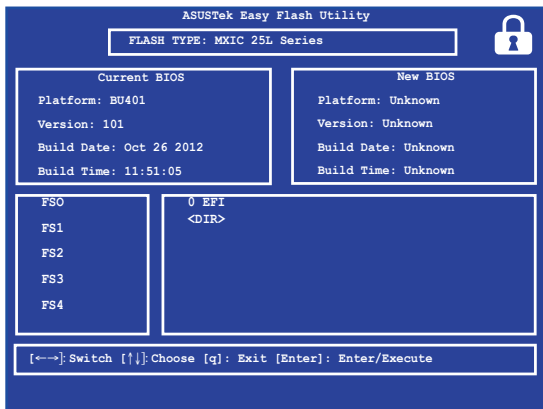 ASUSTek Easy Flash Utility
FLASH TYPE: MXIC 25L Series
Current BIOS
Platform: BU401
Version: 101
Build Date: Oct 26 2012
Build Time: 11:51:05
New BIOS
Platform: Unknown
Version: Unknown
Build Date: Unknown
Build Time: Unknown
FSO
FS1
FS2
FS3
FS4
0 EFI
<DIR>
[←→]: Switch [↑↓]: Choose [q]: Exit [Enter]: Enter/Execute